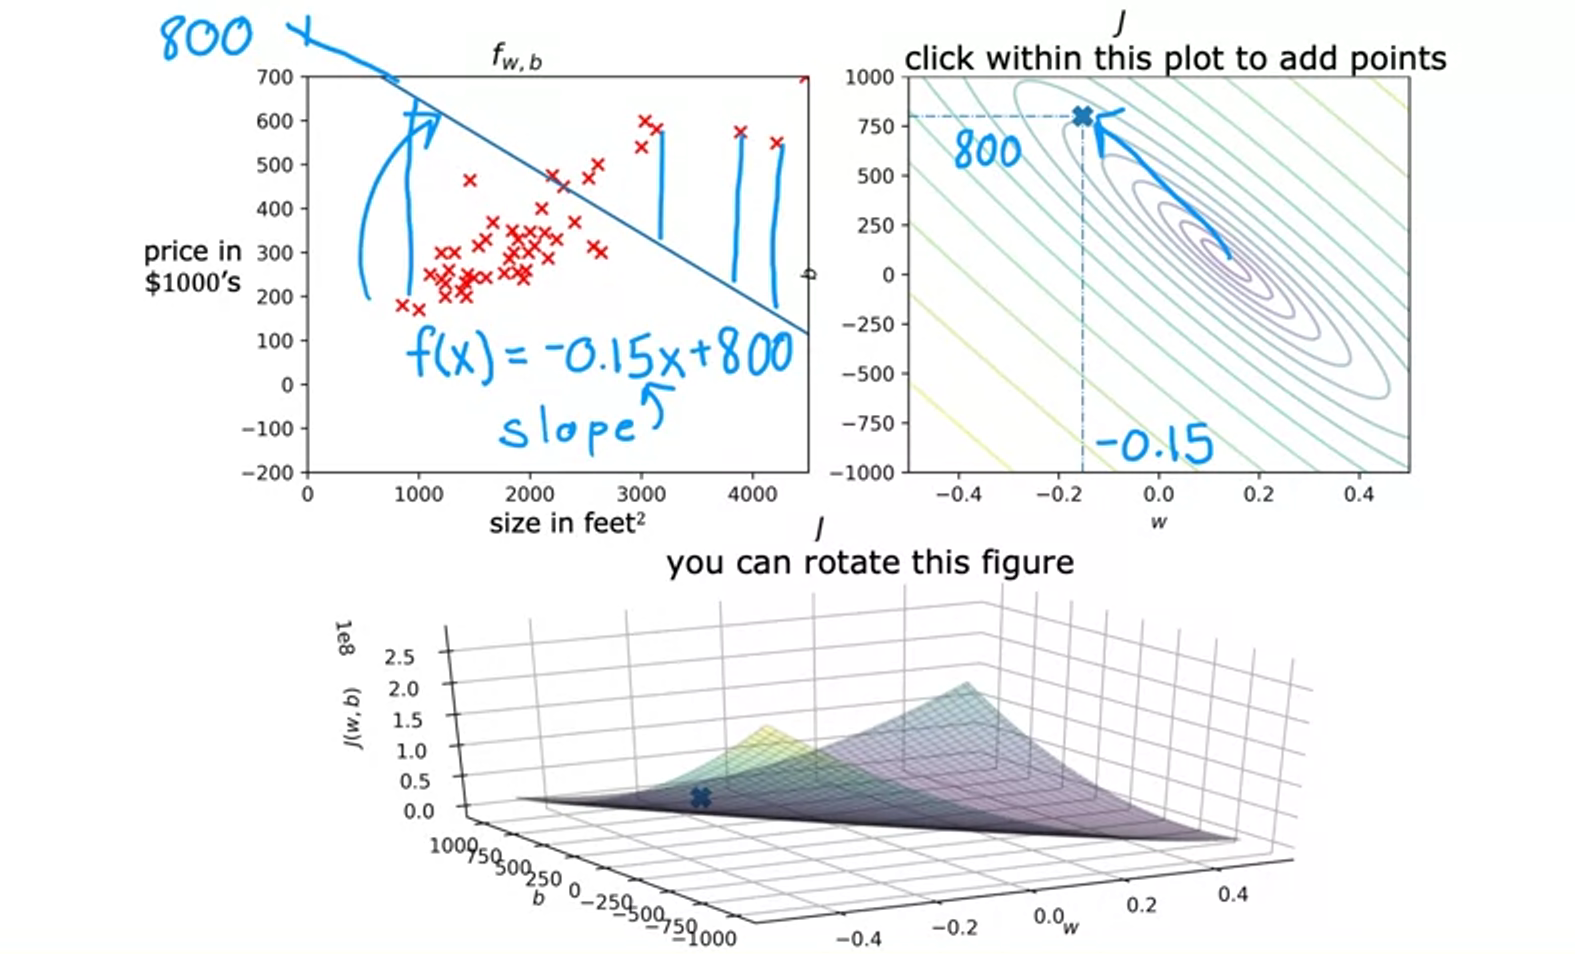 800
f_{w,b}
700
600
500
400
300
200
100
0
−100
−200
price in
$1000's
f(x) = -0.15x+800
slope
0 1000 2000 3000 4000
size in feet²
J
click within this plot to add points
1000
750
500
250
0
−250
−500
−750
−1000
b
800
-0.15
−0.4 −0.2 0.0 0.2 0.4
w
J
you can rotate this figure
1e8
J(w, b)
2.5
2.0
1.5
1.0
0.5
0.0
1000
750
500
250
0
−250
−500
−750
−1000
b
−0.4 −0.2 0.0 0.2 0.4
w